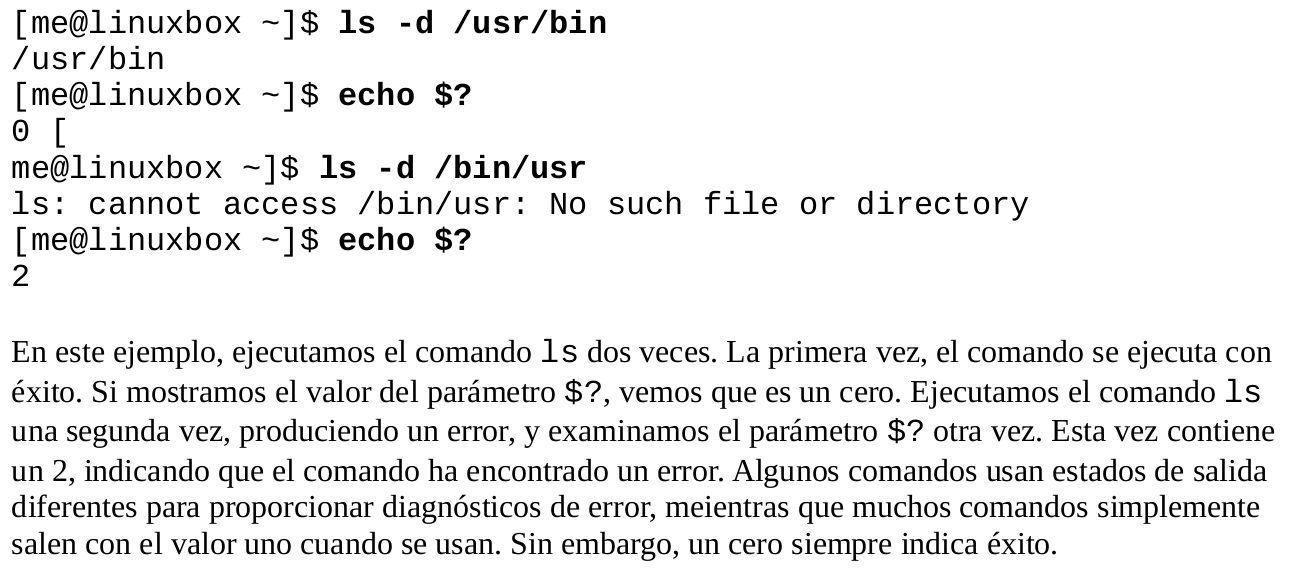 [me@linuxbox ~]$ ls -d /usr/bin
/usr/bin
[me@linuxbox ~]$ echo $?
0 [
me@linuxbox ~]$ ls -d /bin/usr
ls: cannot access /bin/usr: No such file or directory
[me@linuxbox ~]$ echo $?
2
En este ejemplo, ejecutamos el comando ls dos veces. La primera vez, el comando se ejecuta con
éxito. Si mostramos el valor del parámetro $?, vemos que es un cero. Ejecutamos el comando ls
una segunda vez, produciendo un error, y examinamos el parámetro $? otra vez. Esta vez contiene
un 2, indicando que el comando ha encontrado un error. Algunos comandos usan estados de salida
diferentes para proporcionar diagnósticos de error, meientras que muchos comandos simplemente
salen con el valor uno cuando se usan. Sin embargo, un cero siempre indica éxito.